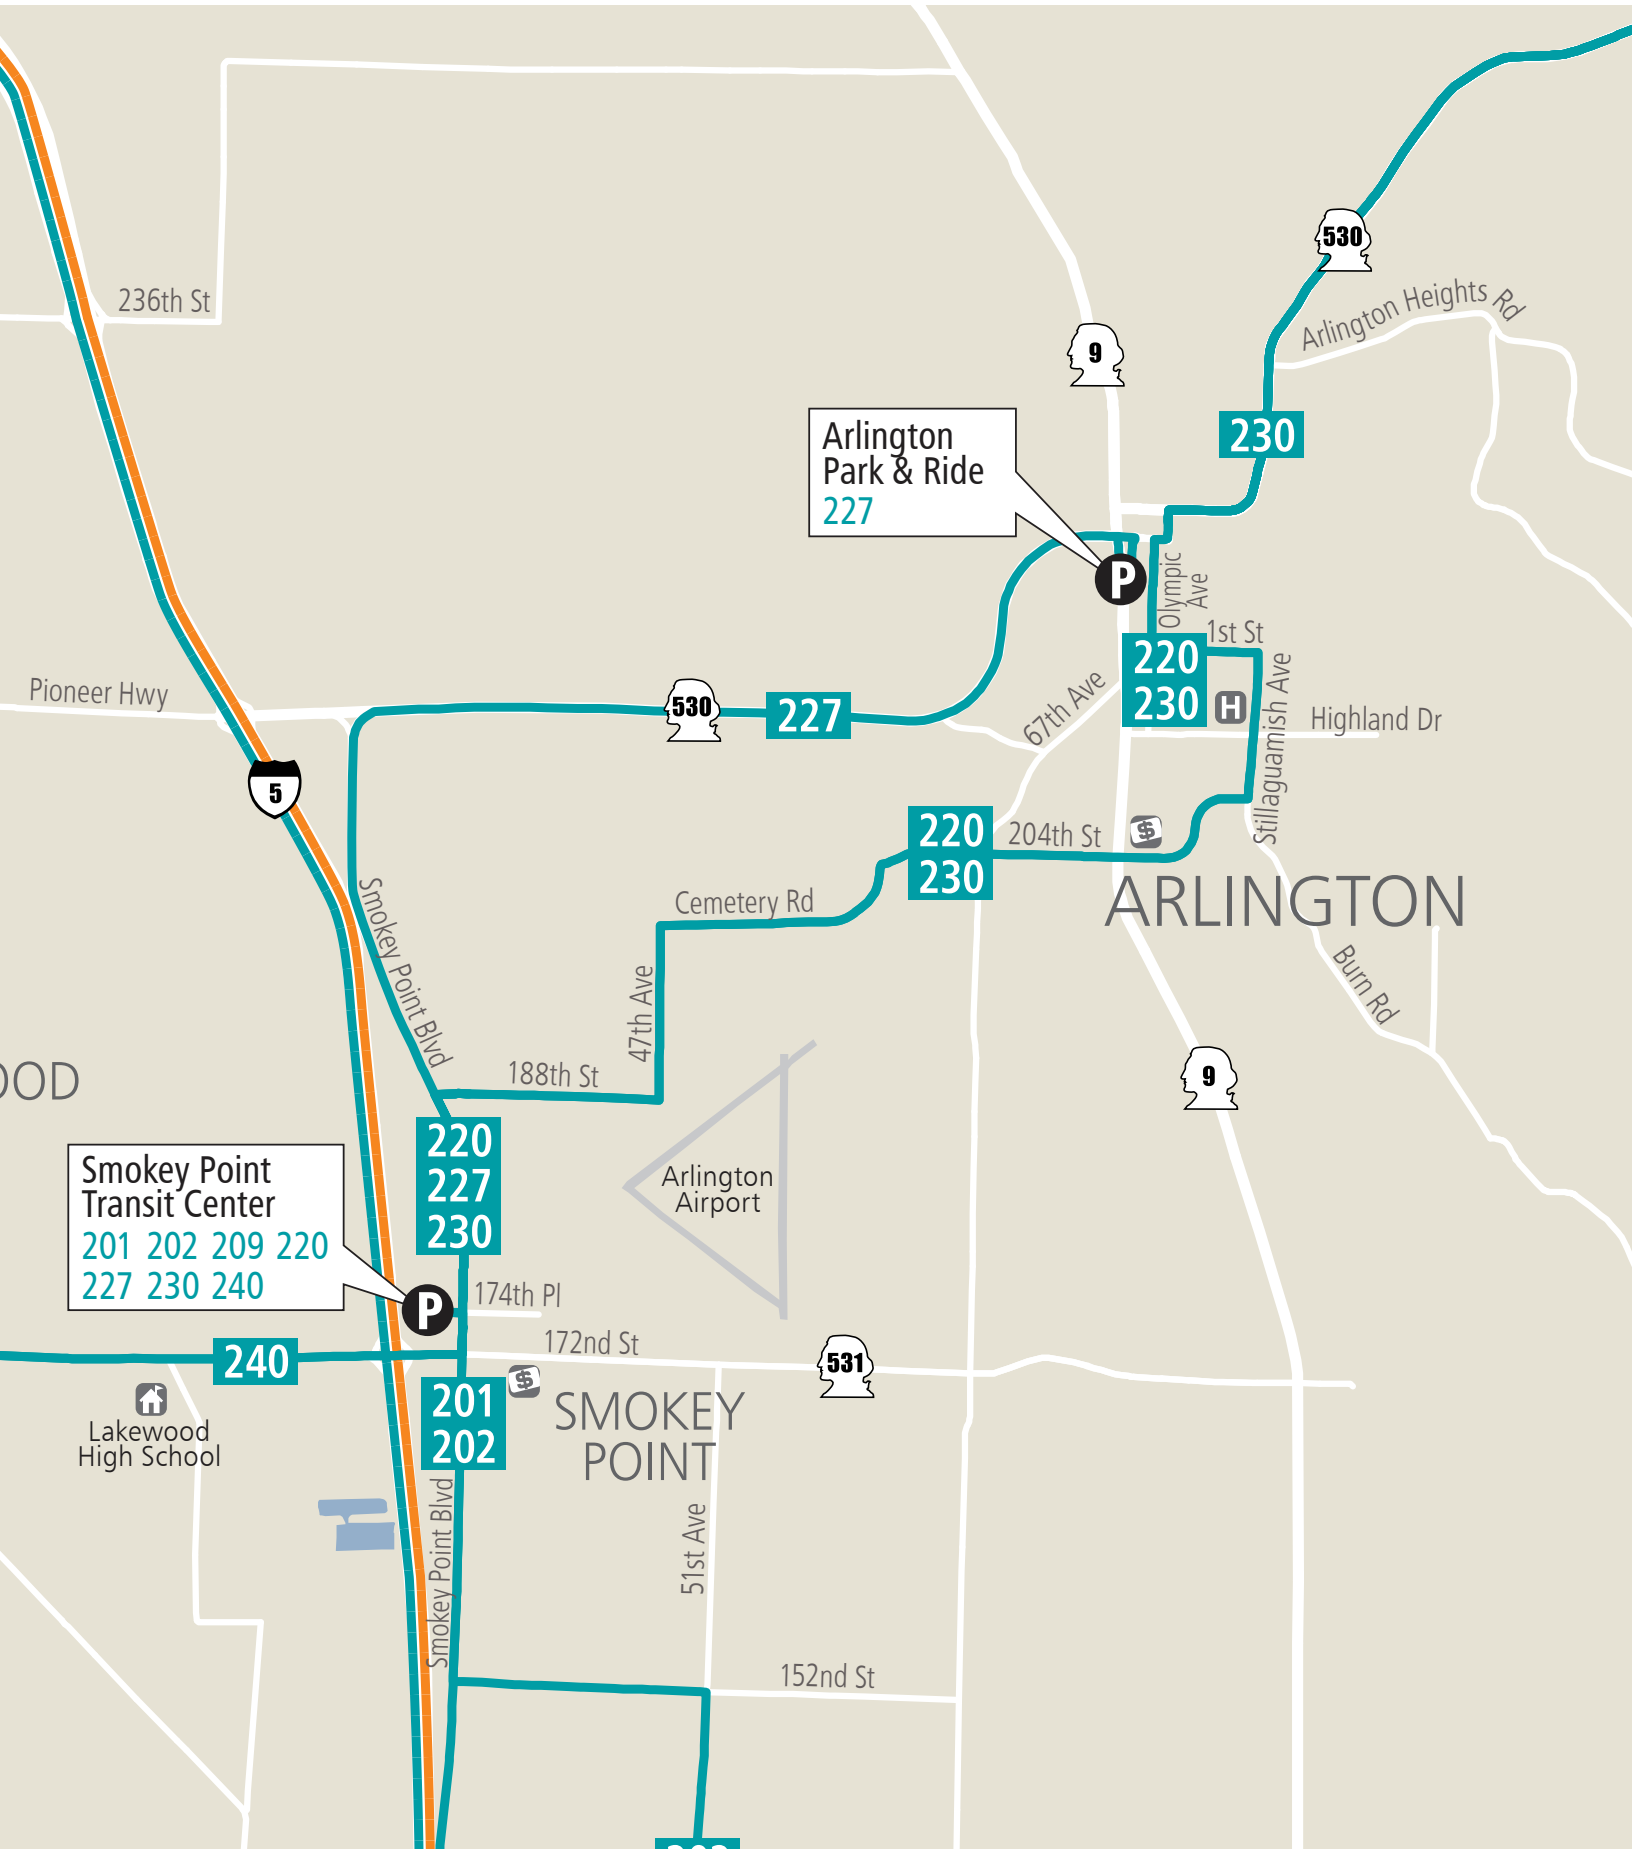 530
236th St
Arlington Heights Rd
9
230
Arlington
Park & Ride
227
P
Olympic
Ave
1st St
220
230
H
Stillaguamish Ave
Pioneer Hwy
530
227
67th Ave
Highland Dr
5
220
230
204th St
$
Smokey Point Blvd
Cemetery Rd
ARLINGTON
47th Ave
Burn Rd
188th St
9
OOD
220
227
230
Arlington
Airport
Smokey Point
Transit Center
201 202 209 220
227 230 240
P
174th Pl
172nd St
531
240
201
202
$
SMOKEY
POINT
Lakewood
High School
Smokey Point Blvd
51st Ave
152nd St